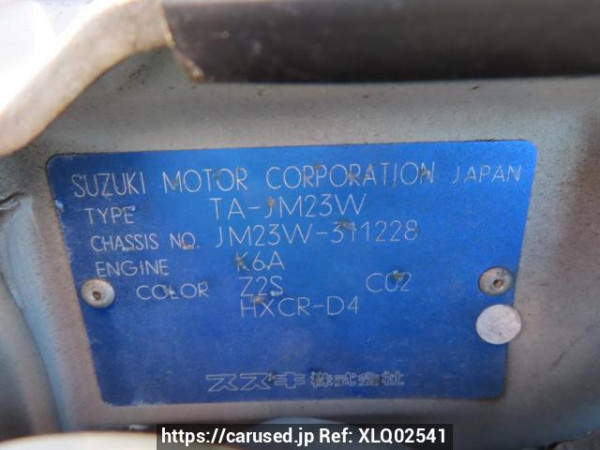 SUZUKI MOTOR CORPORATION JAPAN
TYPE TA-JM23W
CHASSIS NO. JM23W-311228
ENGINE K6A
COLOR Z2S C02
HXCR-D4
スズキ株式会社
https://carused.jp Ref: XLQ02541